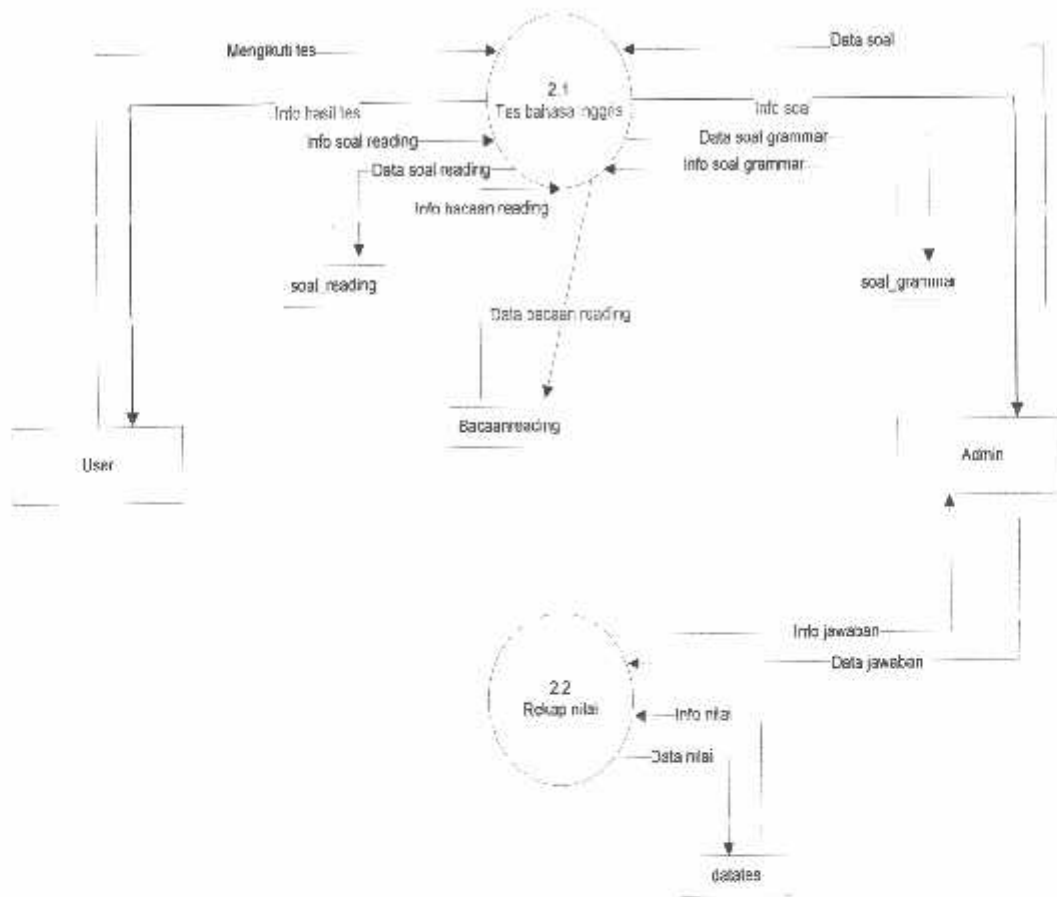 Mengikuti tes
Data soal
2.1
Tes bahasa inggris
Info hasil tes
Info soal
Info soal reading
Data soal grammar
Data soal reading
Info soal grammar
Info bacaan reading
soal_reading
soal_grammar
Data bacaan reading
Bacaanreading
User
Admin
Info jawaban
Data jawaban
2.2
Rekap nilai
Info nilai
Data nilai
datates